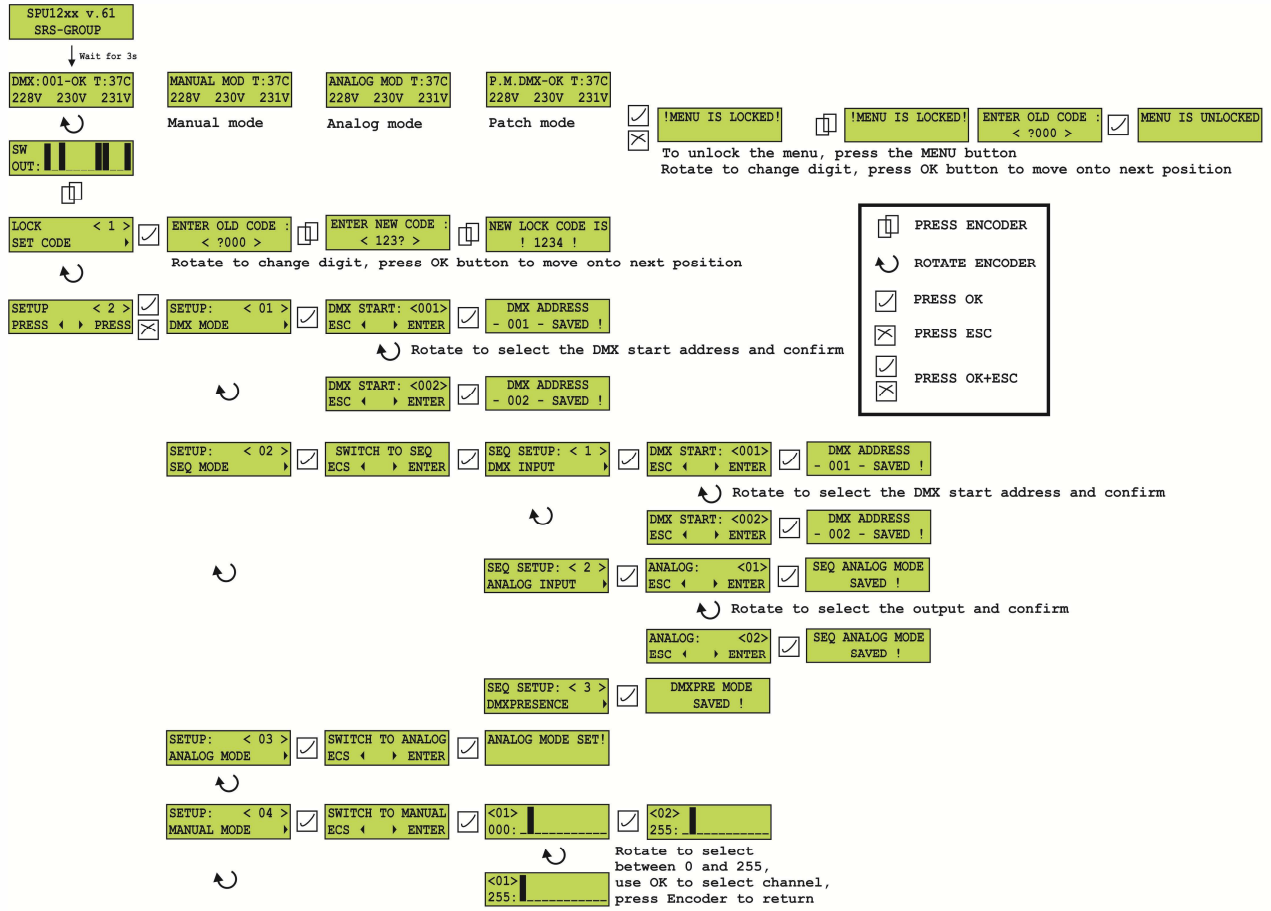 SPU12xx v.61
SRS-GROUP
Wait for 3s
DMX:001-OK T:37C
228V 230V 231V
MANUAL MOD T:37C
228V 230V 231V
ANALOG MOD T:37C
228V 230V 231V
P.M.DMX-OK T:37C
228V 230V 231V
Manual mode
Analog mode
Patch mode
!MENU IS LOCKED!
!MENU IS LOCKED!
ENTER OLD CODE :
< ?000 >
MENU IS UNLOCKED
To unlock the menu, press the MENU button
Rotate to change digit, press OK button to move onto next position
SW
OUT:
LOCK < 1 >
SET CODE
ENTER OLD CODE :
< ?000 >
ENTER NEW CODE :
< 123? >
NEW LOCK CODE IS
! 1234 !
Rotate to change digit, press OK button to move onto next position
PRESS ENCODER
ROTATE ENCODER
PRESS OK
PRESS ESC
PRESS OK+ESC
SETUP < 2 >
PRESS PRESS
SETUP: < 01 >
DMX MODE
DMX START: <001>
ESC ENTER
DMX ADDRESS
- 001 - SAVED !
Rotate to select the DMX start address and confirm
DMX START: <002>
ESC ENTER
DMX ADDRESS
- 002 - SAVED !
SETUP: < 02 >
SEQ MODE
SWITCH TO SEQ
ECS ENTER
SEQ SETUP: < 1 >
DMX INPUT
DMX START: <001>
ESC ENTER
DMX ADDRESS
- 001 - SAVED !
Rotate to select the DMX start address and confirm
DMX START: <002>
ESC ENTER
DMX ADDRESS
- 002 - SAVED !
SEQ SETUP: < 2 >
ANALOG INPUT
ANALOG: <01>
ESC ENTER
SEQ ANALOG MODE
SAVED !
Rotate to select the output and confirm
ANALOG: <02>
ESC ENTER
SEQ ANALOG MODE
SAVED !
SEQ SETUP: < 3 >
DMXPRESENCE
DMXPRE MODE
SAVED !
SETUP: < 03 >
ANALOG MODE
SWITCH TO ANALOG
ECS ENTER
ANALOG MODE SET!
SETUP: < 04 >
MANUAL MODE
SWITCH TO MANUAL
ECS ENTER
<01>
000:
<02>
255:
<01>
255:
Rotate to select
between 0 and 255,
use OK to select channel,
press Encoder to return